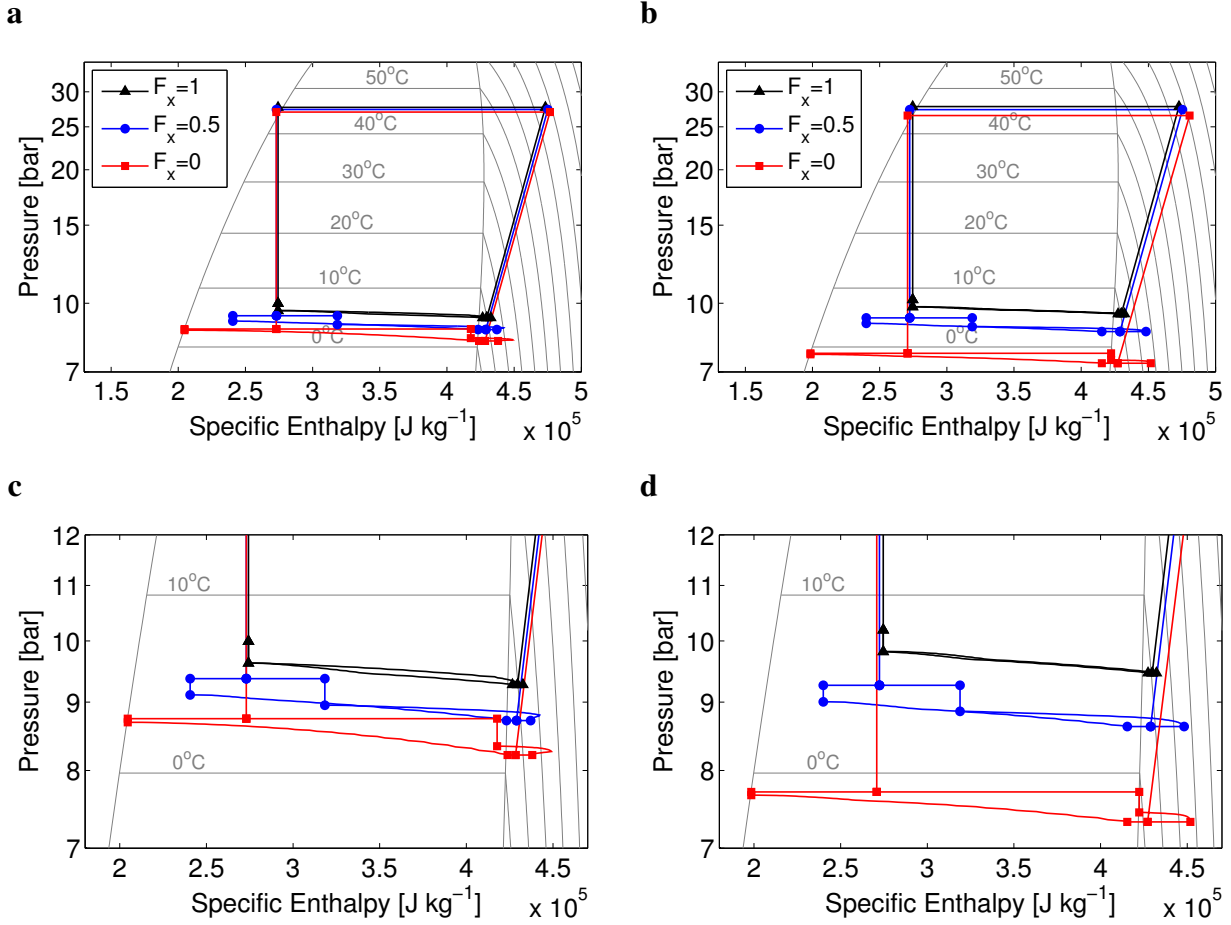 a
30
25
20
15
10
7
Pressure [bar]
F_x=1
F_x=0.5
F_x=0
50°C
40°C
30°C
20°C
10°C
0°C
1.5 2 2.5 3 3.5 4 4.5 5
Specific Enthalpy [J kg⁻¹] x 10⁵
b
30
25
20
15
10
7
Pressure [bar]
F_x=1
F_x=0.5
F_x=0
50°C
40°C
30°C
20°C
10°C
0°C
1.5 2 2.5 3 3.5 4 4.5 5
Specific Enthalpy [J kg⁻¹] x 10⁵
c
12
11
10
9
8
7
Pressure [bar]
10°C
0°C
2 2.5 3 3.5 4 4.5
Specific Enthalpy [J kg⁻¹] x 10⁵
d
12
11
10
9
8
7
Pressure [bar]
10°C
0°C
2 2.5 3 3.5 4 4.5
Specific Enthalpy [J kg⁻¹] x 10⁵